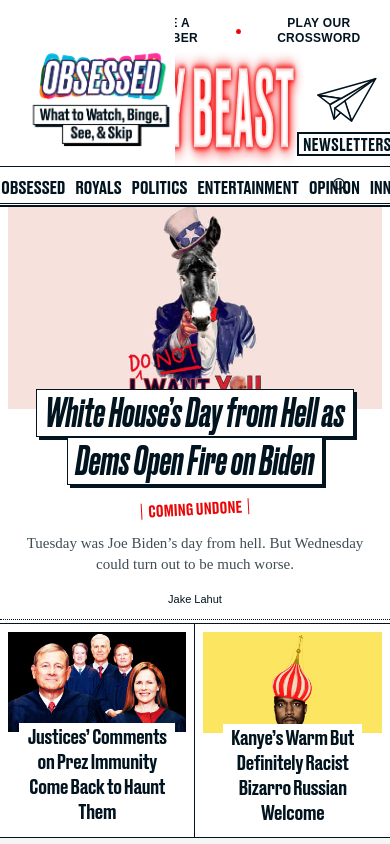 E A
BER
PLAY OUR
CROSSWORD
OBSESSED
What to Watch, Binge,
See, & Skip
Y BEAST
NEWSLETTERS
OBSESSED ROYALS POLITICS ENTERTAINMENT OPINION INN
DO NOT
I WANT You
White House's Day from Hell as
Dems Open Fire on Biden
COMING UNDONE
Tuesday was Joe Biden’s day from hell. But Wednesday
could turn out to be much worse.
Jake Lahut
Justices’ Comments
on Prez Immunity
Come Back to Haunt
Them
Kanye’s Warm But
Definitely Racist
Bizarro Russian
Welcome